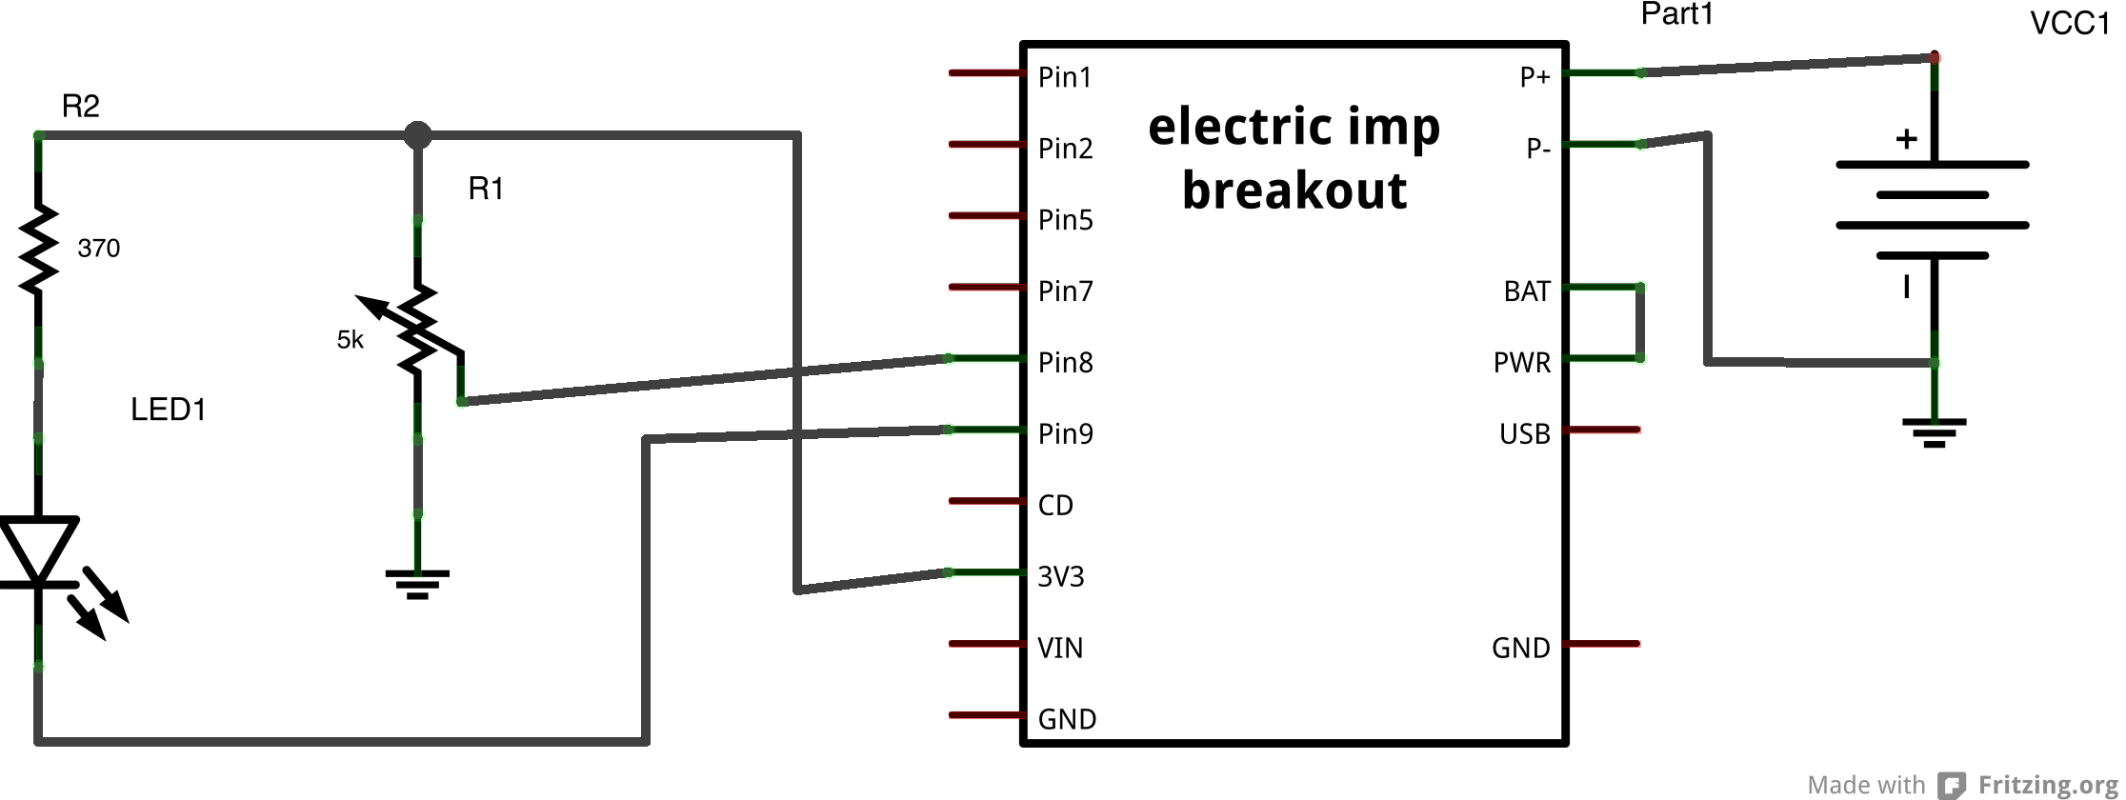 Part1
VCC1
R2
R1
370
5k
LED1
electric imp
breakout
Pin1
Pin2
Pin5
Pin7
Pin8
Pin9
CD
3V3
VIN
GND
P+
P-
BAT
PWR
USB
GND
+
-
Made with Fritzing.org